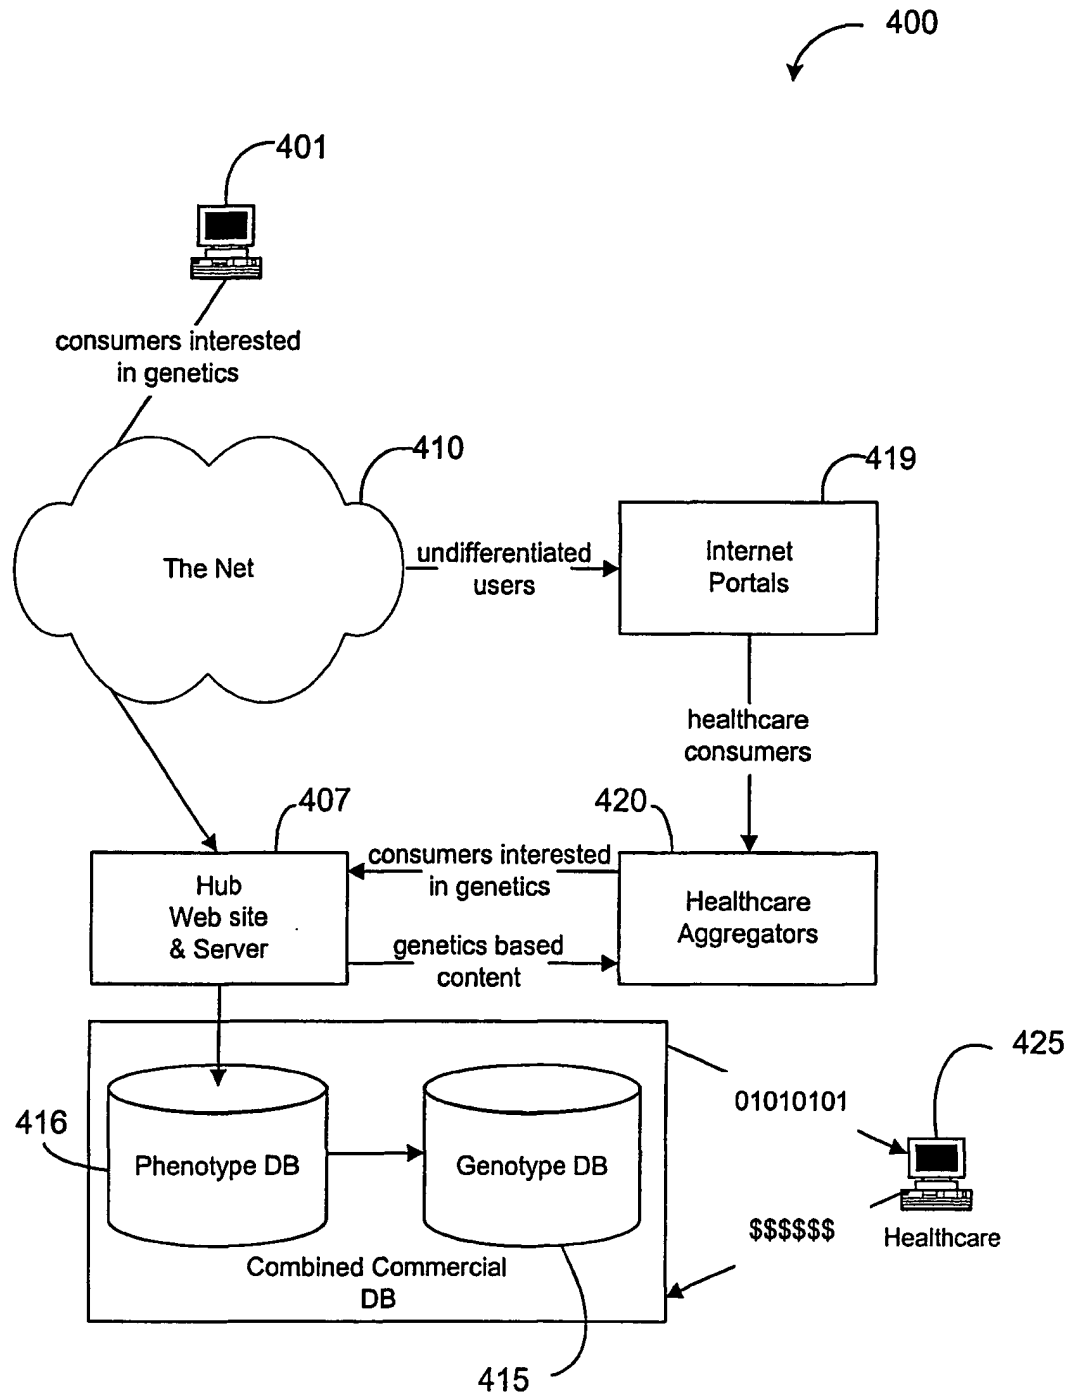 400
401
consumers interested
in genetics
410
419
The Net
undifferentiated
users
Internet
Portals
healthcare
consumers
407
420
consumers interested
in genetics
Hub
Web site
& Server
Healthcare
Aggregators
genetics based
content
425
01010101
416
Phenotype DB
Genotype DB
$$$$$$
Healthcare
Combined Commercial
DB
415